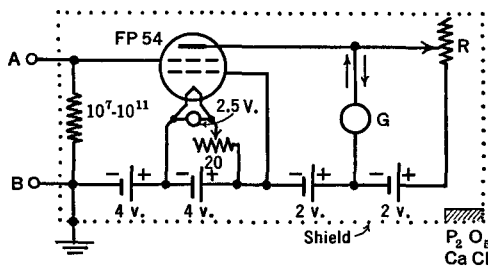 FP 54
A
R
10⁷-10¹¹
2.5 V.
G
20
B
- + - + - + - +
4 v. 4 v. 2 v. 2 v.
Shield
P₂ O₅
Ca Cl